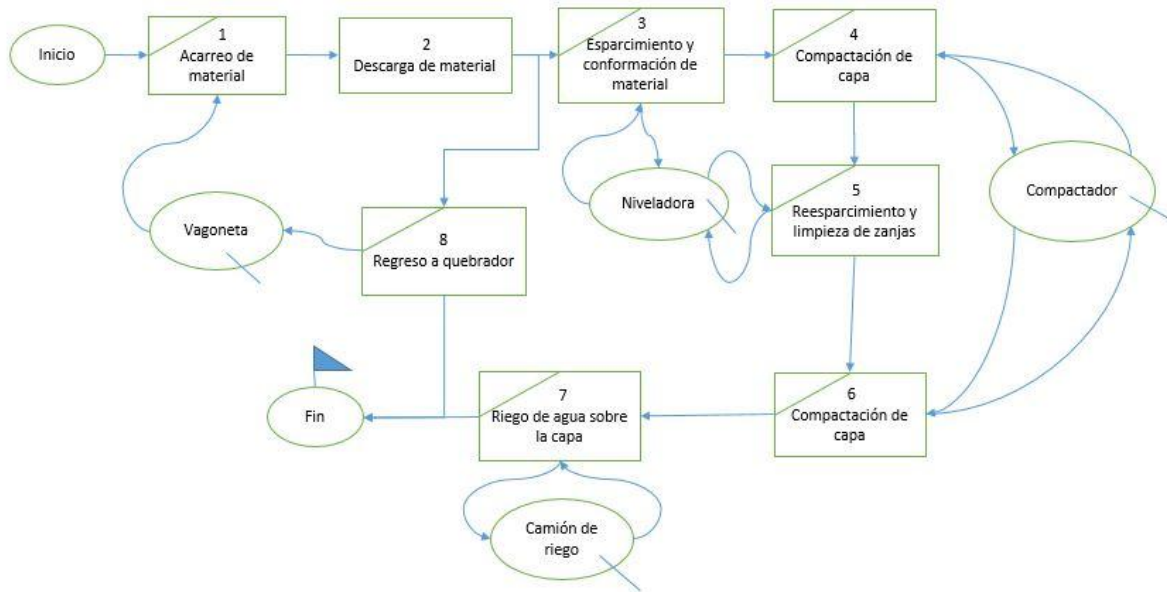 Inicio
1
Acarreo de
material
2
Descarga de material
3
Esparcimiento y
conformación de
material
4
Compactación de
capa
Vagoneta
8
Regreso a quebrador
Niveladora
5
Reesparcimiento y
limpieza de zanjas
Compactador
Fin
7
Riego de agua sobre
la capa
6
Compactación de
capa
Camión de
riego